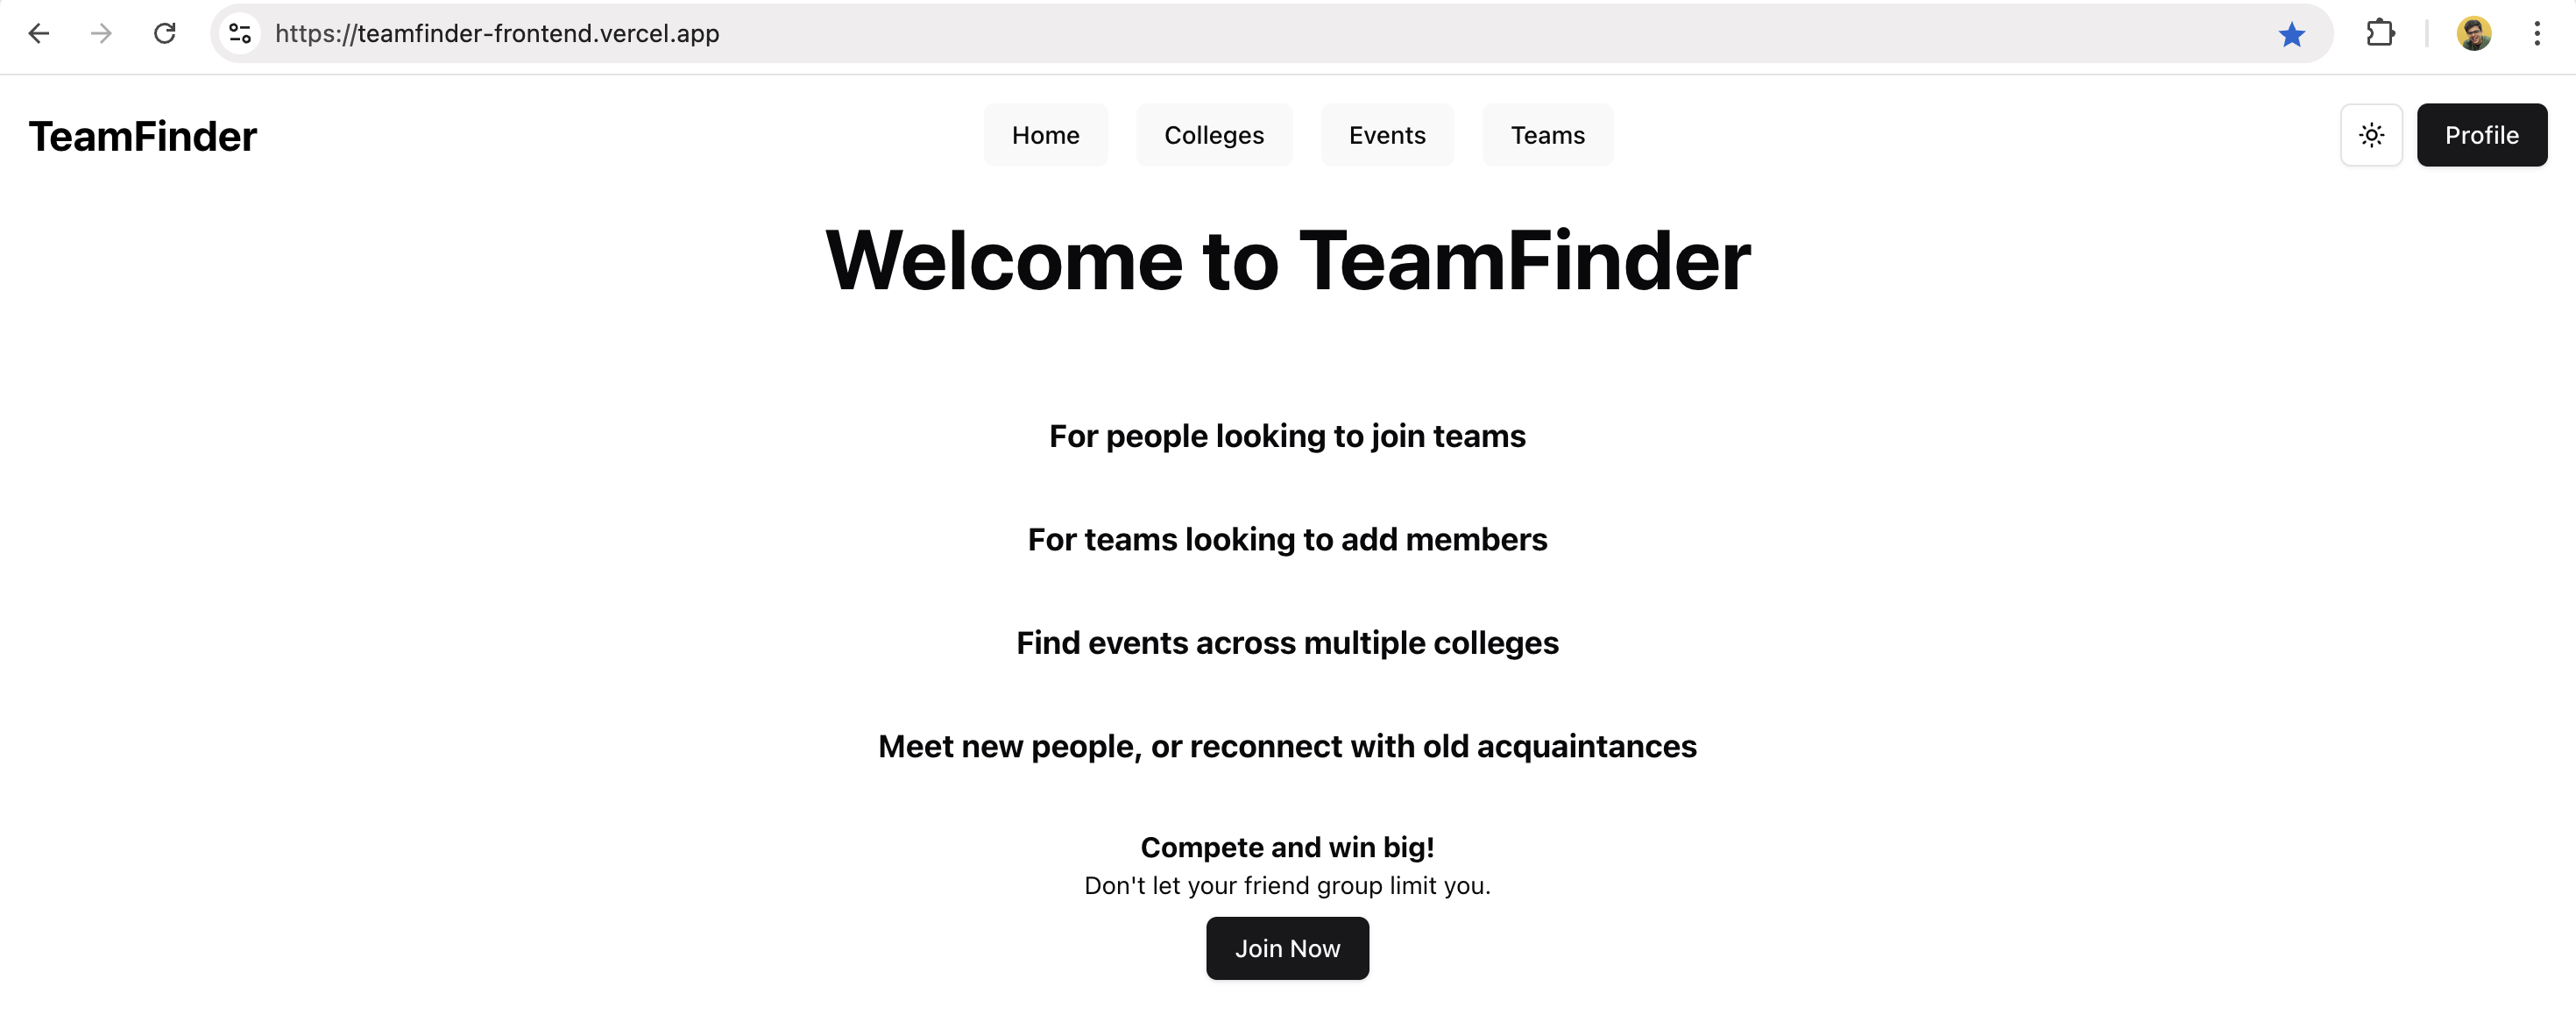 https://teamfinder-frontend.vercel.app
TeamFinder
Home
Colleges
Events
Teams
Profile
Welcome to TeamFinder
For people looking to join teams
For teams looking to add members
Find events across multiple colleges
Meet new people, or reconnect with old acquaintances
Compete and win big!
Don't let your friend group limit you.
Join Now